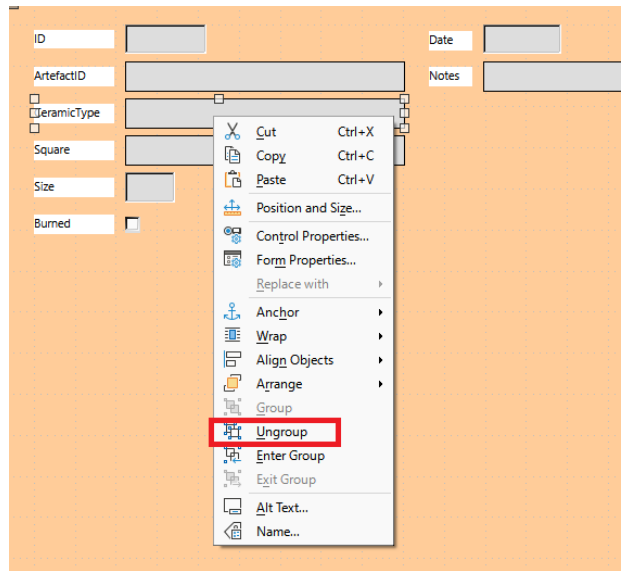 ID
Date
ArtefactID
Notes
CeramicType
Square
Size
Burned
Cut Ctrl+X
Copy Ctrl+C
Paste Ctrl+V
Position and Size...
Control Properties...
Form Properties...
Replace with
Anchor
Wrap
Align Objects
Arrange
Group
Ungroup
Enter Group
Exit Group
Alt Text...
Name...